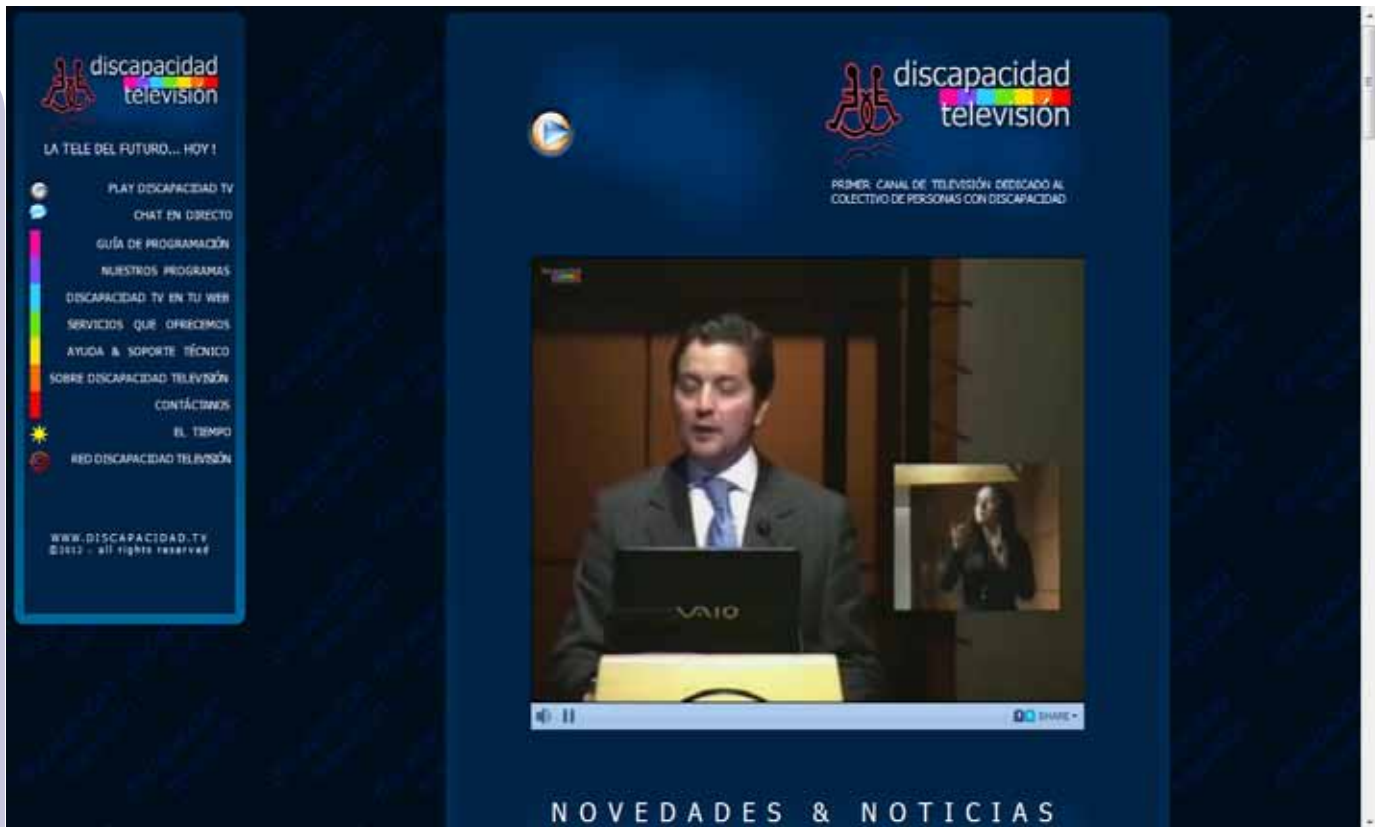 discapacidad
televisión
LA TELE DEL FUTURO... HOY !
PLAY DISCAPACIDAD TV
CHAT EN DIRECTO
GUÍA DE PROGRAMACIÓN
NUESTROS PROGRAMAS
DISCAPACIDAD TV EN TU WEB
SERVICIOS QUE OFRECEMOS
AYUDA & SOPORTE TÉCNICO
SOBRE DISCAPACIDAD TELEVISIÓN
CONTÁCTANOS
EL TIEMPO
RED DISCAPACIDAD TELEVISIÓN
WWW.DISCAPACIDAD.TV
©2012 - all rights reserved
discapacidad
televisión
PRIMER CANAL DE TELEVISIÓN DEDICADO AL
COLECTIVO DE PERSONAS CON DISCAPACIDAD
VAIO
SHARE
NOVEDADES & NOTICIAS